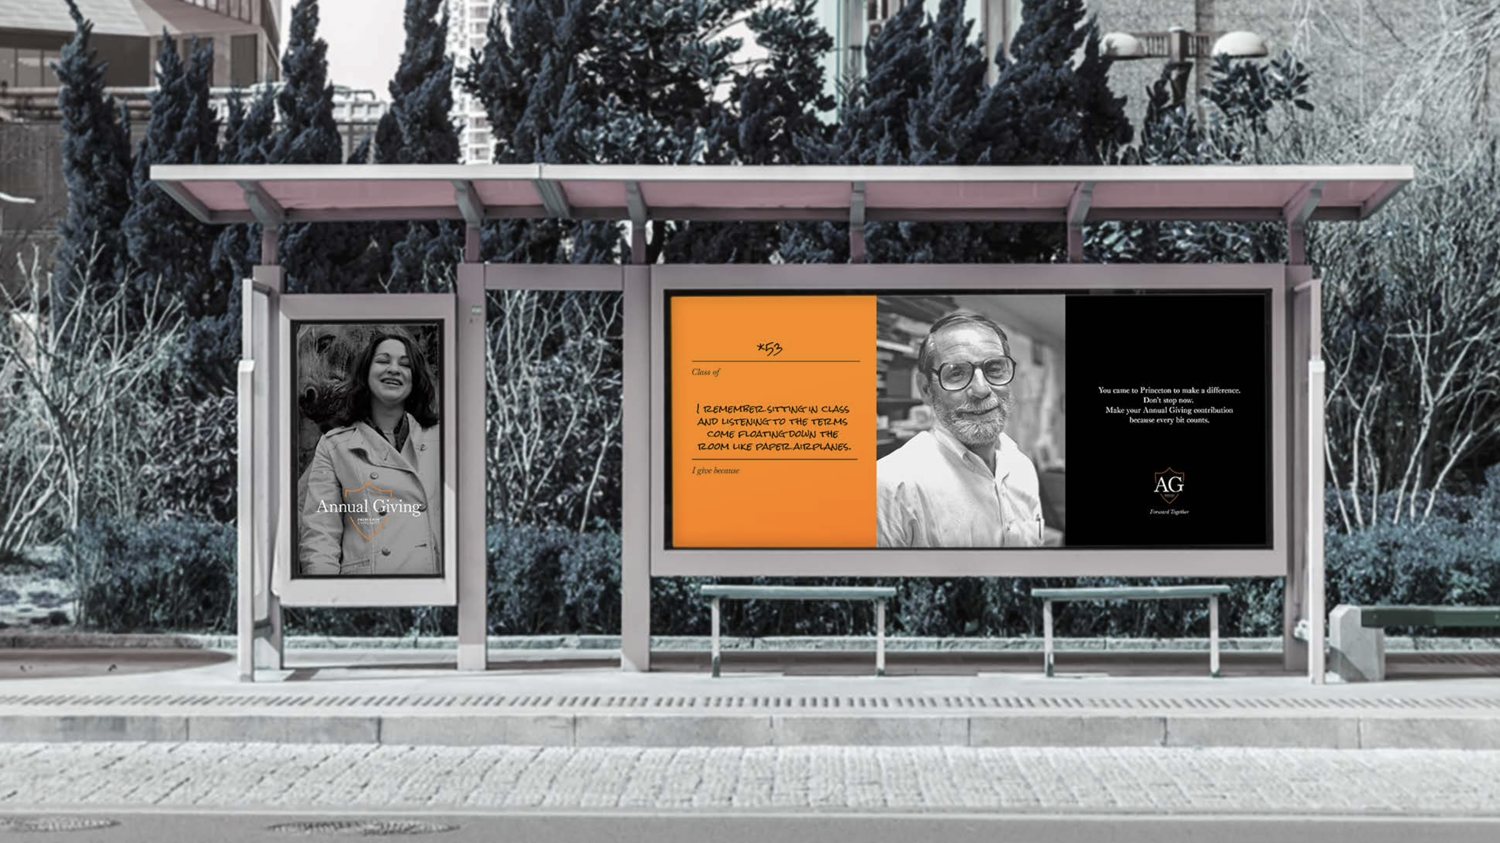 Annual Giving
PRINCETON
*53
Class of
I REMEMBER SITTING IN CLASS
AND LISTENING TO THE TERMS
COME FLOATING DOWN THE
ROOM LIKE PAPER AIRPLANES.
I give because
You came to Princeton to make a difference.
Don't stop now.
Make your Annual Giving contribution
because every bit counts.
AG
Forward Together